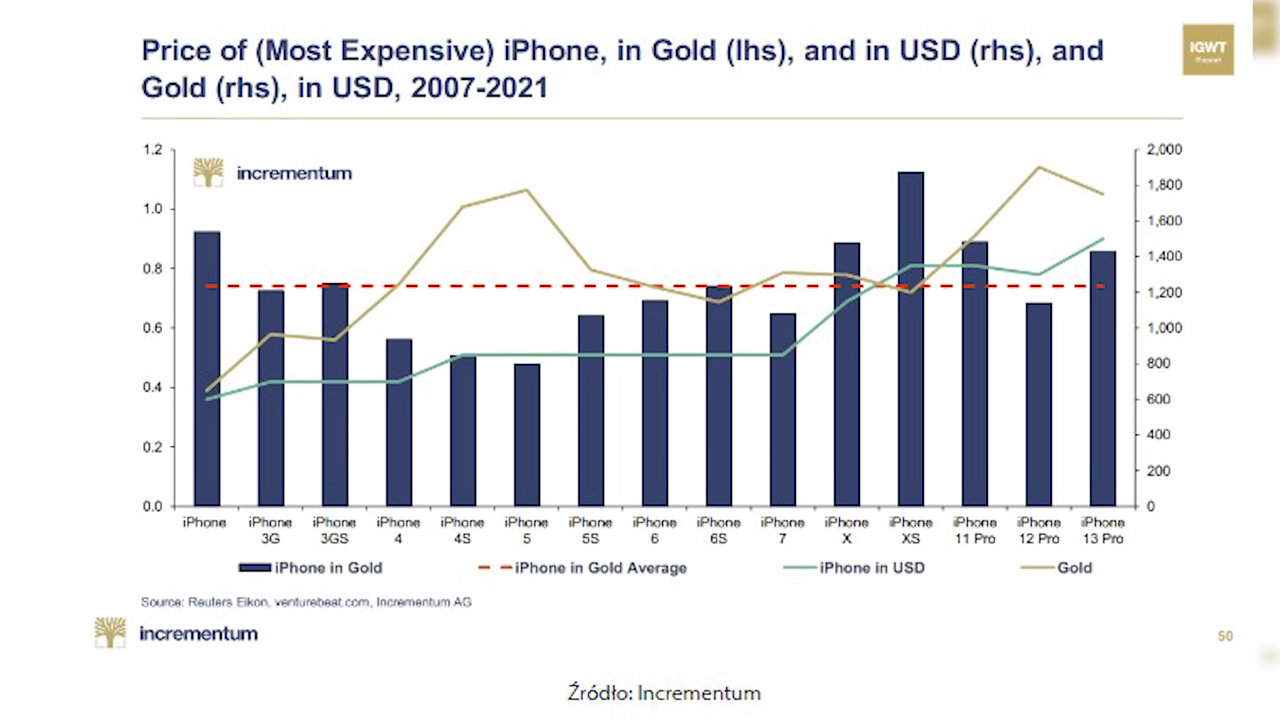 Price of (Most Expensive) iPhone, in Gold (lhs), and in USD (rhs), and
Gold (rhs), in USD, 2007-2021
IGWT
Report
incrementum
1.2
1.0
0.8
0.6
0.4
0.2
0.0
2,000
1,800
1,600
1,400
1,200
1,000
800
600
400
200
0
iPhone
iPhone
3G
iPhone
3GS
iPhone
4
iPhone
4S
iPhone
5
iPhone
5S
iPhone
6
iPhone
6S
iPhone
7
iPhone
X
iPhone
XS
iPhone
11 Pro
iPhone
12 Pro
iPhone
13 Pro
iPhone in Gold
iPhone in Gold Average
iPhone in USD
Gold
Source: Reuters Eikon, venturebeat.com, Incrementum AG
incrementum
50
Źródło: Incrementum